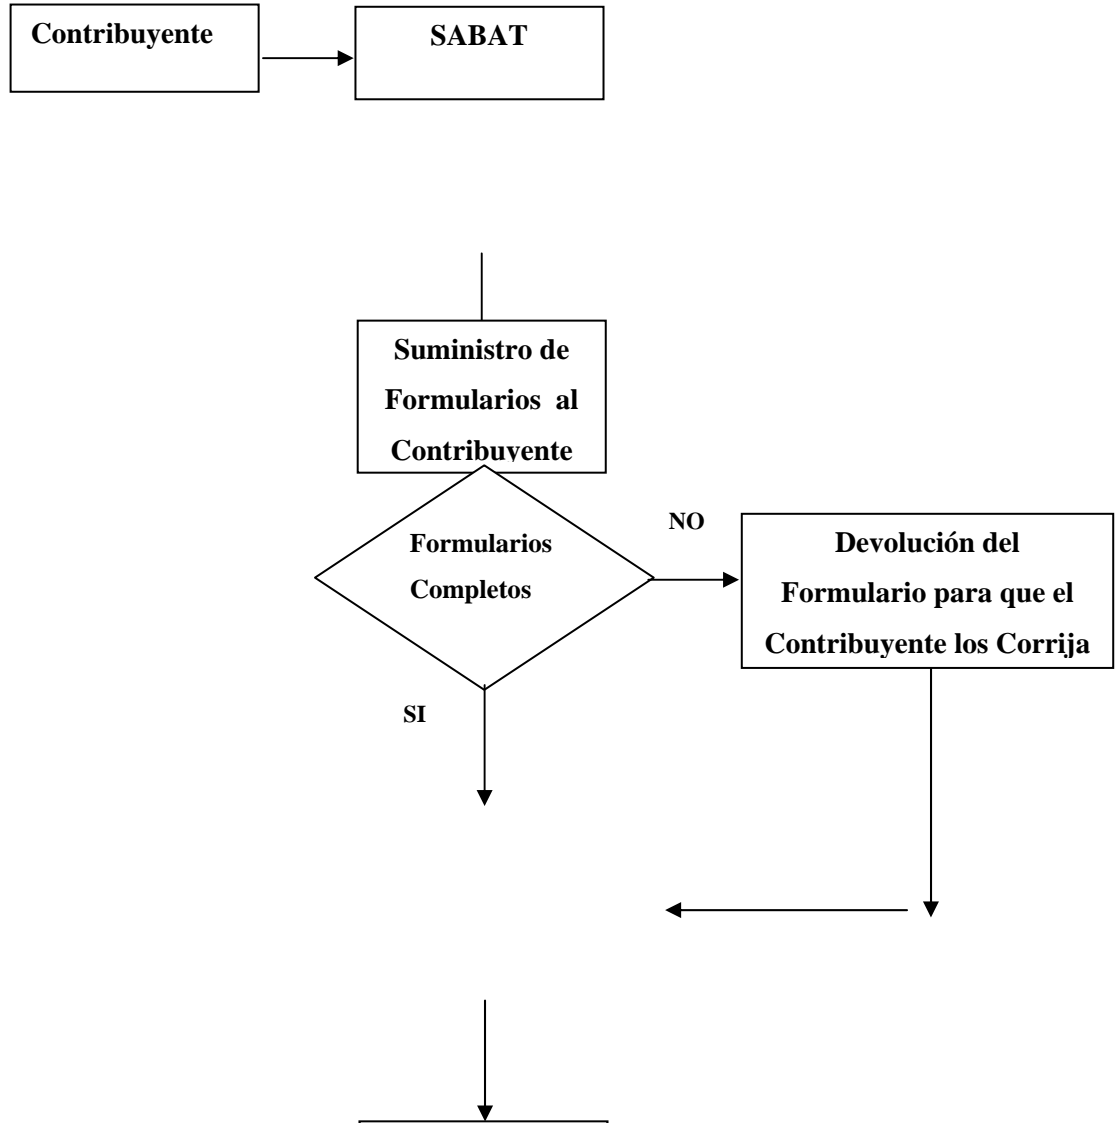 Contribuyente
SABAT
Suministro de
Formularios al
Contribuyente
Formularios
Completos
NO
Devolución del
Formulario para que el
Contribuyente los Corrija
SI